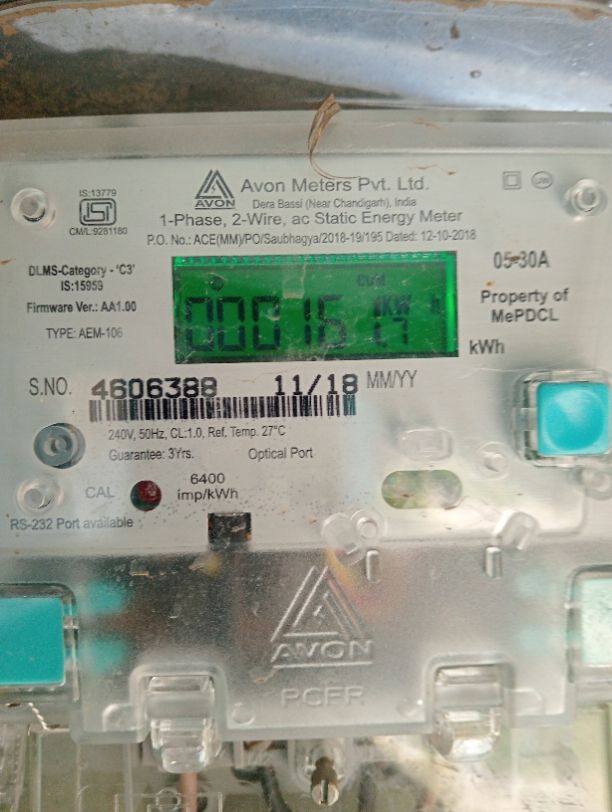 IS:13779
ISI
CM/L:9281180
AVON
Avon Meters Pvt. Ltd.
Dera Bassi (Near Chandigarh), India
1-Phase, 2-Wire, ac Static Energy Meter
P.O. No.: ACE(MM)/PO/Saubhagya/2018-19/195 Dated: 12-10-2018
DLMS-Category - 'C3'
IS:15959
Firmware Ver.: AA1.00
TYPE: AEM-106
05-30A
Property of
MePDCL
kW h
kWh
S.NO. 4606388 11/18 MM/YY
240V, 50Hz, CL:1.0, Ref. Temp. 27°C
Guarantee: 3Yrs. Optical Port
CAL
6400
imp/kWh
RS-232 Port available
AVON